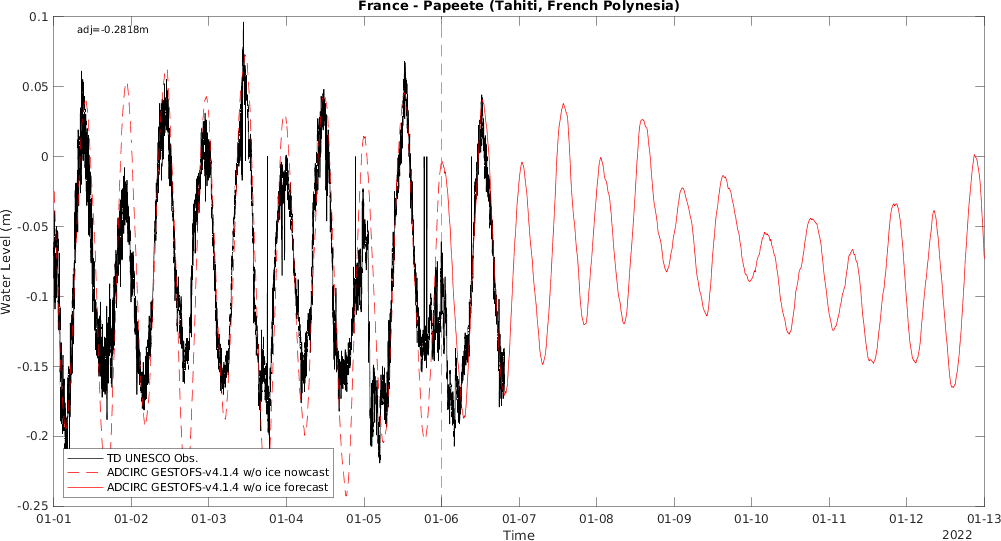 France - Papeete (Tahiti, French Polynesia)
adj=-0.2818m
0.1
0.05
0
-0.05
-0.1
-0.15
-0.2
-0.25
Water Level (m)
TD UNESCO Obs.
ADCIRC GESTOFS-v4.1.4 w/o ice nowcast
ADCIRC GESTOFS-v4.1.4 w/o ice forecast
01-01 01-02 01-03 01-04 01-05 01-06 01-07 01-08 01-09 01-10 01-11 01-12 01-13
Time
2022